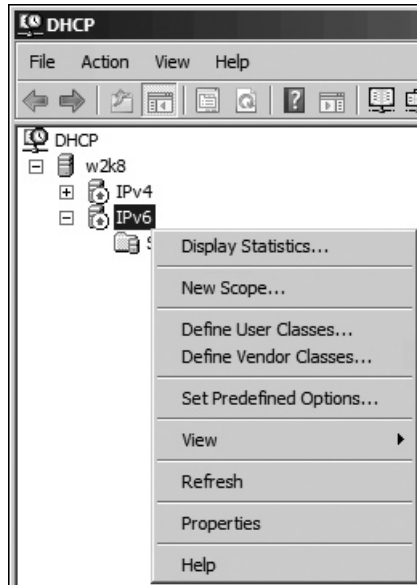 DHCP
File Action View Help
DHCP
w2k8
IPv4
IPv6
S
Display Statistics...
New Scope...
Define User Classes...
Define Vendor Classes...
Set Predefined Options...
View
Refresh
Properties
Help